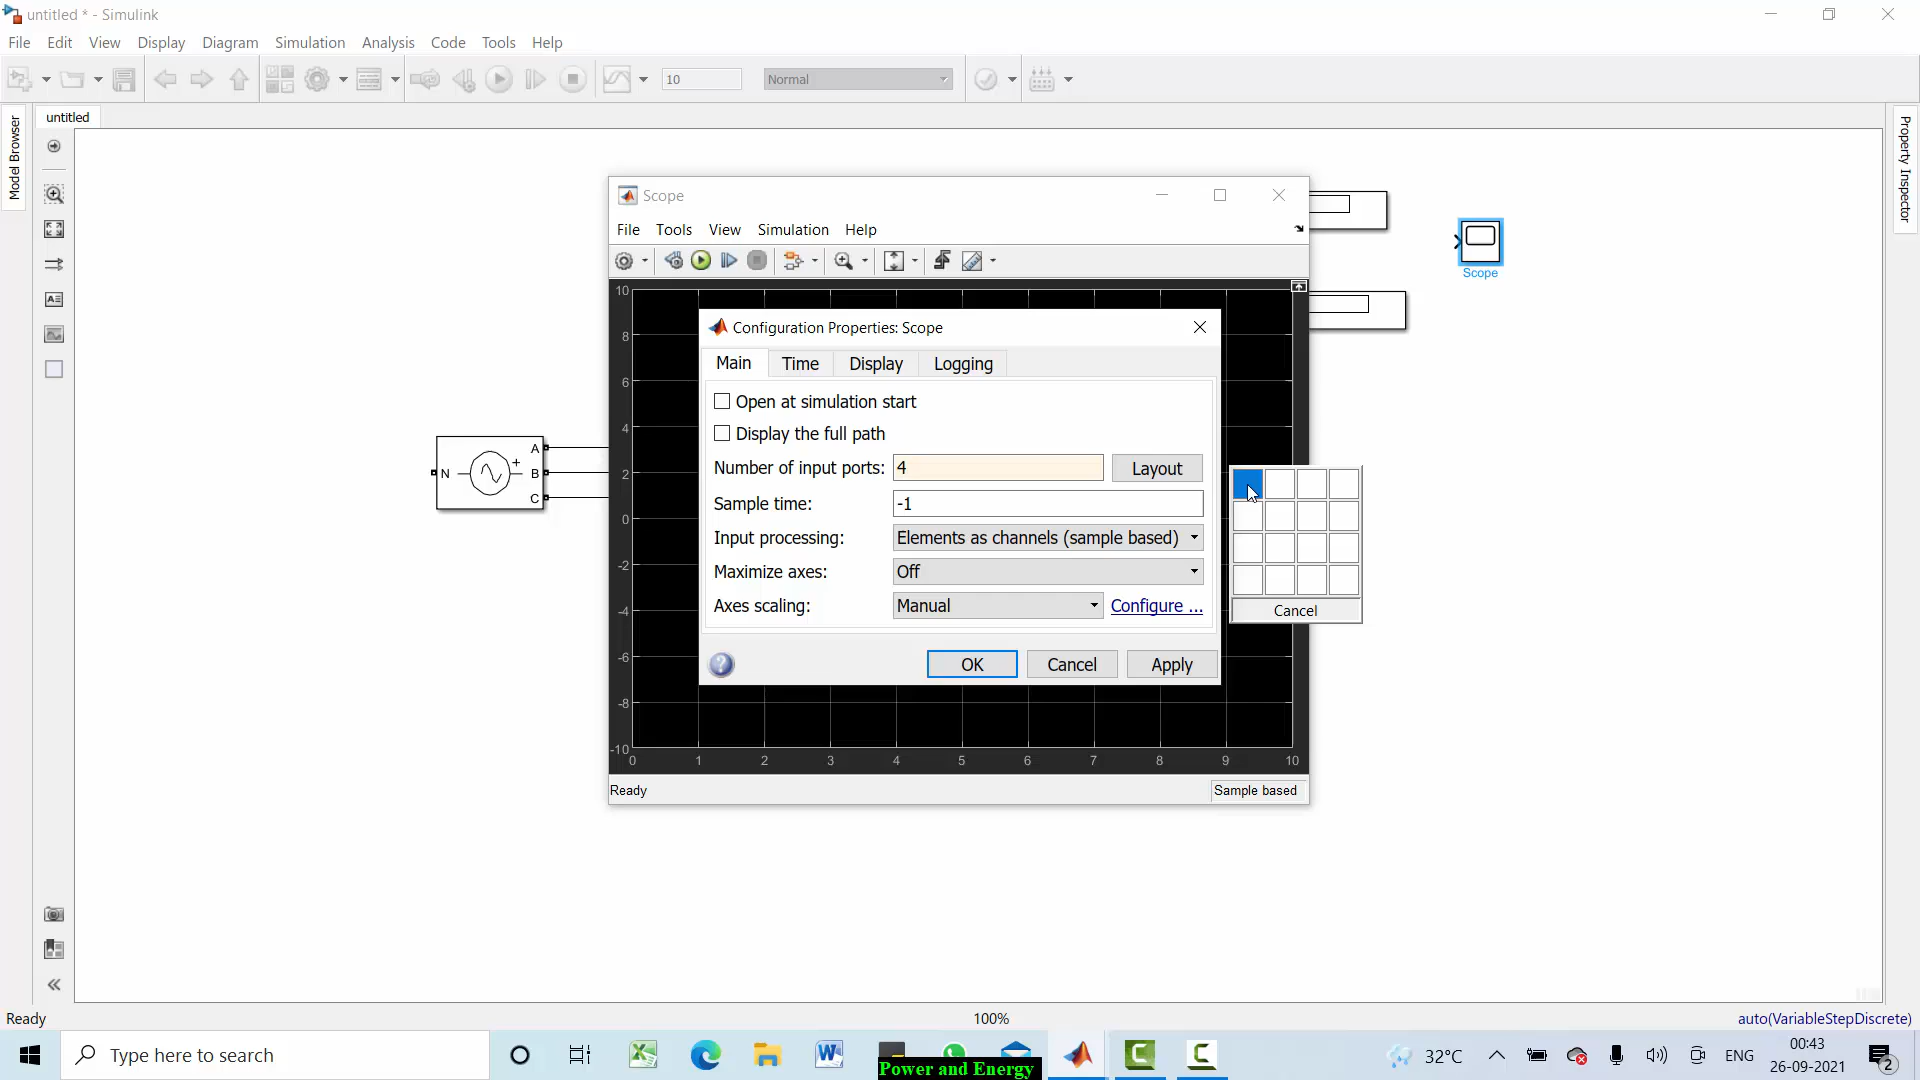 untitled * - Simulink
File Edit View Display Diagram Simulation Analysis Code Tools Help
10
Normal
Model Browser
untitled
Property Inspector
Scope
File Tools View Simulation Help
Scope
10
8
6
4
2
0
-2
-4
-6
-8
-10
0 1 2 3 4 5 6 7 8 9 10
Configuration Properties: Scope
Main Time Display Logging
Open at simulation start
Display the full path
Number of input ports: 4 Layout
Sample time: -1
Input processing: Elements as channels (sample based)
Maximize axes: Off
Axes scaling: Manual Configure ...
OK Cancel Apply
Cancel
N
A
+
B
C
Ready
Sample based
Ready
100%
auto(VariableStepDiscrete)
Type here to search
Power and Energy
32°C
ENG
00:43
26-09-2021
2